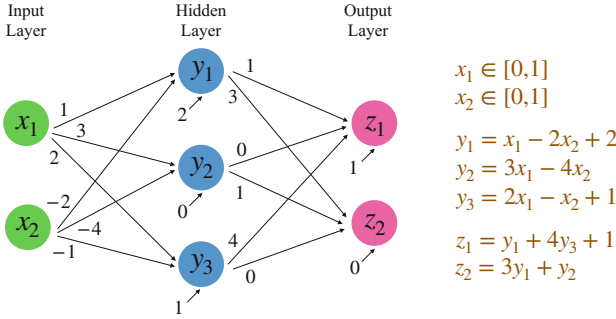 Input
Layer
Hidden
Layer
Output
Layer
x₁
x₂
y₁
y₂
y₃
z₁
z₂
1
3
2
−2
−4
−1
2
0
1
1
3
0
1
4
0
1
0
x₁ ∈ [0,1]
x₂ ∈ [0,1]
y₁ = x₁ − 2x₂ + 2
y₂ = 3x₁ − 4x₂
y₃ = 2x₁ − x₂ + 1
z₁ = y₁ + 4y₃ + 1
z₂ = 3y₁ + y₂